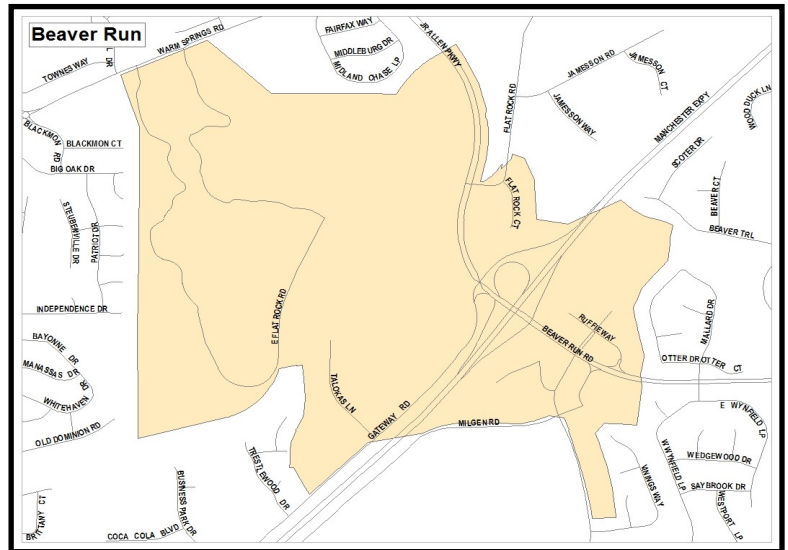 Beaver Run
WARM SPRINGS RD
FAIRFAX WAY
MIDDLEBURG DR
MIDLAND CHASE LP
JR ALLEN PKWY
TOWNES WAY
L DR
JAMESSON RD
JAMESSON CT
JAMESSON WAY
FLAT ROCK RD
MANCHESTER EXPY
WOOD DUCK LN
BLACKMON RD
BLACKMON CT
BIG OAK DR
SCOTER DR
BEAVER CT
BEAVER TRL
FLAT ROCK CT
STEUBERVILLE DR
PATRIOT DR
INDEPENDENCE DR
E FLAT ROCK RD
RUFFIE WAY
BEAVER RUN RD
MALLARD DR
OTTER DR
OTTER CT
BAYONNE DR
MANASSAS DR
DR
WHITEHAVEN
OLD DOMINION RD
TALOKAS LN
GATEWAY RD
MILGEN RD
E WYNFIELD LP
W WYNFIELD LP
WEDGEWOOD DR
SAYBROOK DR
WESTPORT LP
VININGS WAY
TRESTLEWOOD DR
BUSINESS PARK DR
BRITTANY CT
COCA COLA BLVD